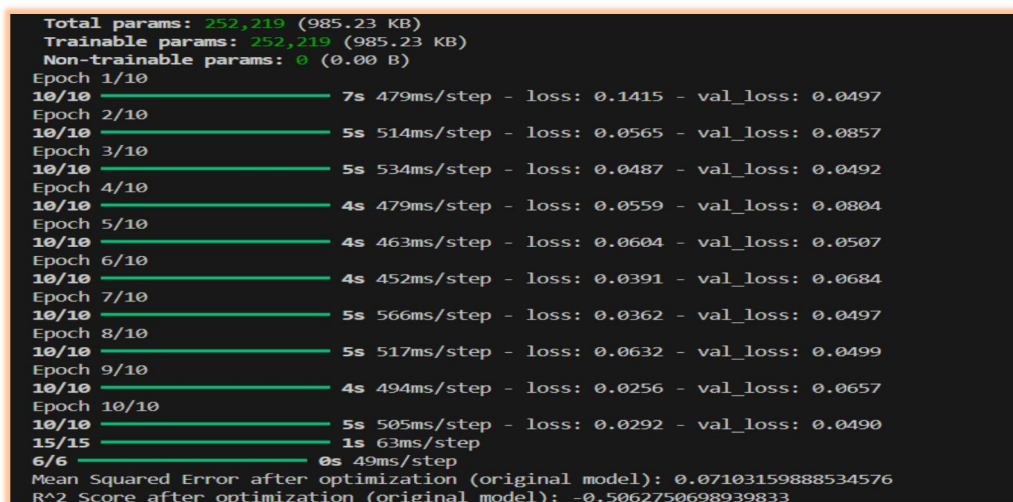 Total params: 252,219 (985.23 KB)
Trainable params: 252,219 (985.23 KB)
Non-trainable params: 0 (0.00 B)
Epoch 1/10
10/10 7s 479ms/step - loss: 0.1415 - val_loss: 0.0497
Epoch 2/10
10/10 5s 514ms/step - loss: 0.0565 - val_loss: 0.0857
Epoch 3/10
10/10 5s 534ms/step - loss: 0.0487 - val_loss: 0.0492
Epoch 4/10
10/10 4s 479ms/step - loss: 0.0559 - val_loss: 0.0804
Epoch 5/10
10/10 4s 463ms/step - loss: 0.0604 - val_loss: 0.0507
Epoch 6/10
10/10 4s 452ms/step - loss: 0.0391 - val_loss: 0.0684
Epoch 7/10
10/10 5s 566ms/step - loss: 0.0362 - val_loss: 0.0497
Epoch 8/10
10/10 5s 517ms/step - loss: 0.0632 - val_loss: 0.0499
Epoch 9/10
10/10 4s 494ms/step - loss: 0.0256 - val_loss: 0.0657
Epoch 10/10
10/10 5s 505ms/step - loss: 0.0292 - val_loss: 0.0490
15/15 1s 63ms/step
6/6 0s 49ms/step
Mean Squared Error after optimization (original model): 0.07103159888534576
R^2 Score after optimization (original model): -0.5062750698939833